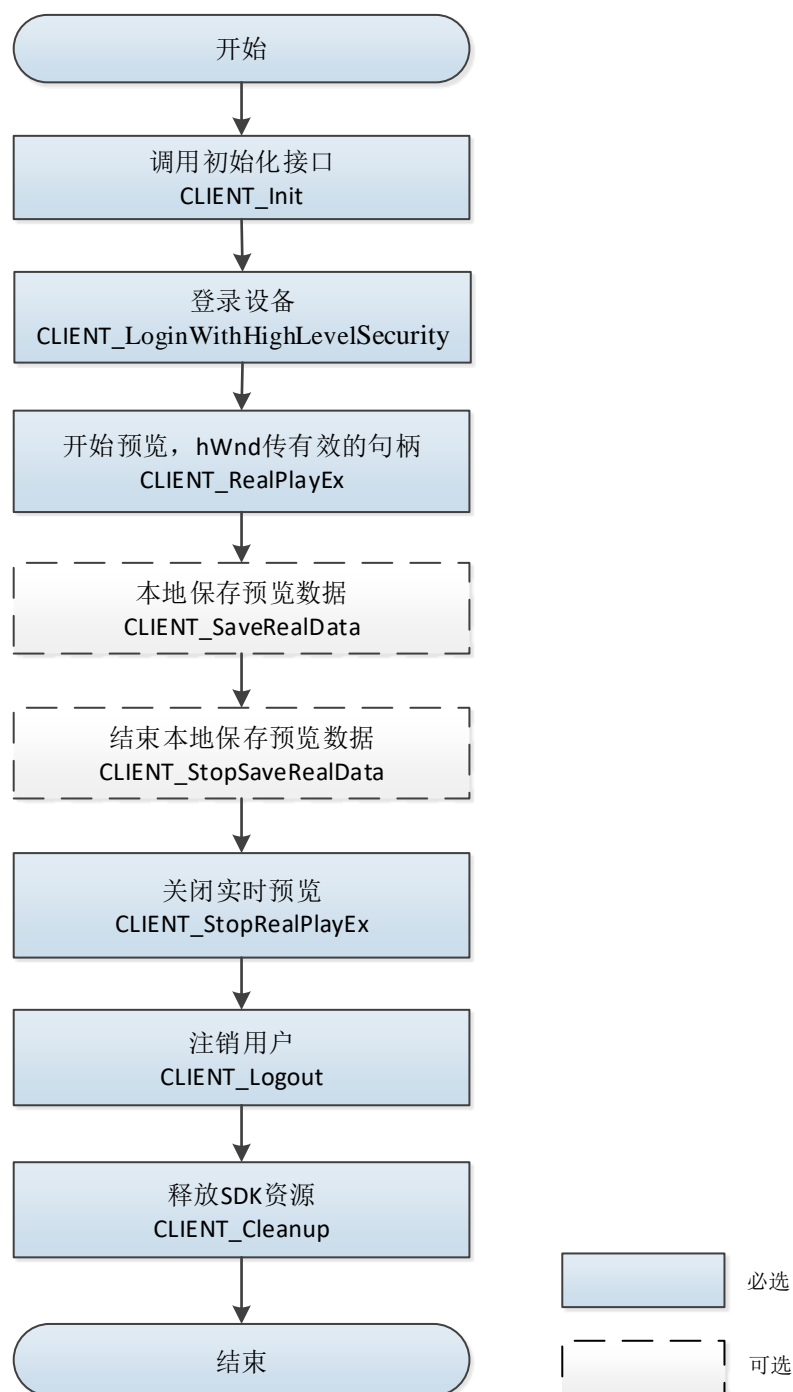 开始
调用初始化接口
CLIENT_Init
登录设备
CLIENT_LoginWithHighLevelSecurity
开始预览，hWnd传有效的句柄
CLIENT_RealPlayEx
本地保存预览数据
CLIENT_SaveRealData
结束本地保存预览数据
CLIENT_StopSaveRealData
关闭实时预览
CLIENT_StopRealPlayEx
注销用户
CLIENT_Logout
释放SDK资源
CLIENT_Cleanup
结束
必选
可选